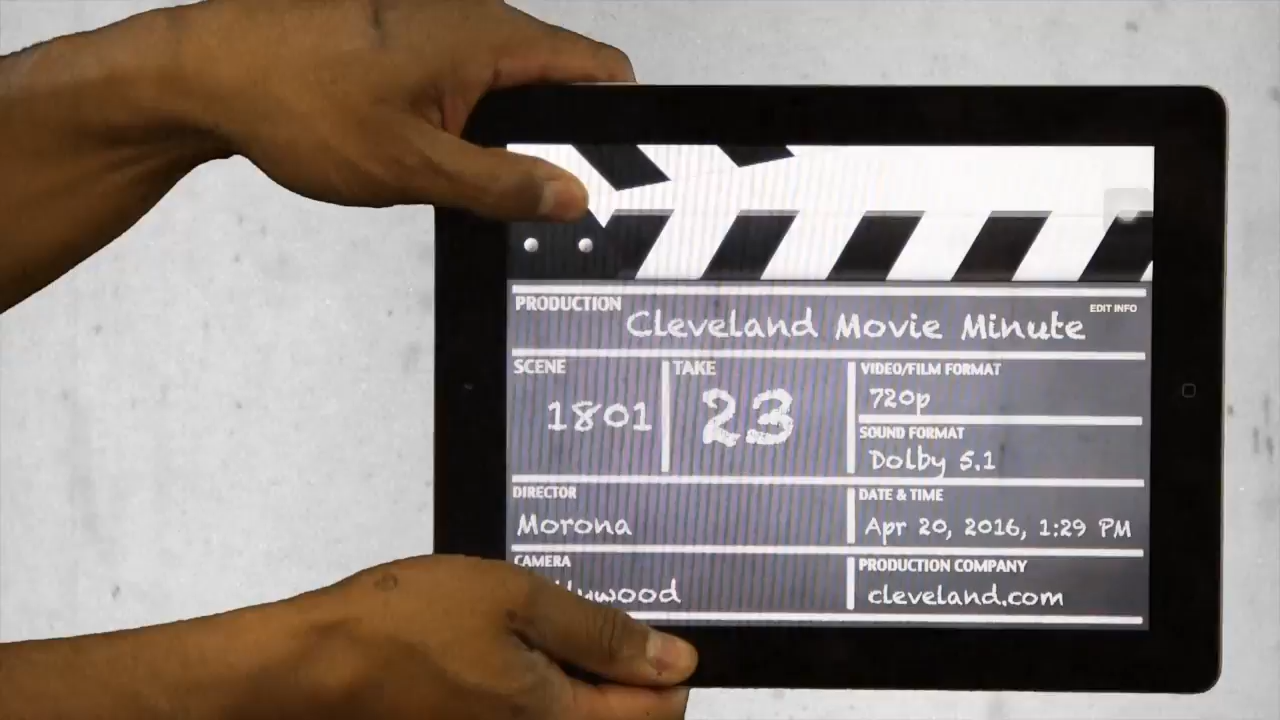 PRODUCTION
Cleveland Movie Minute
EDIT INFO
SCENE
1801
TAKE
23
VIDEO/FILM FORMAT
720p
SOUND FORMAT
Dolby 5.1
DIRECTOR
Morona
DATE & TIME
Apr 20, 2016, 1:29 PM
CAMERA
PRODUCTION COMPANY
cleveland.com